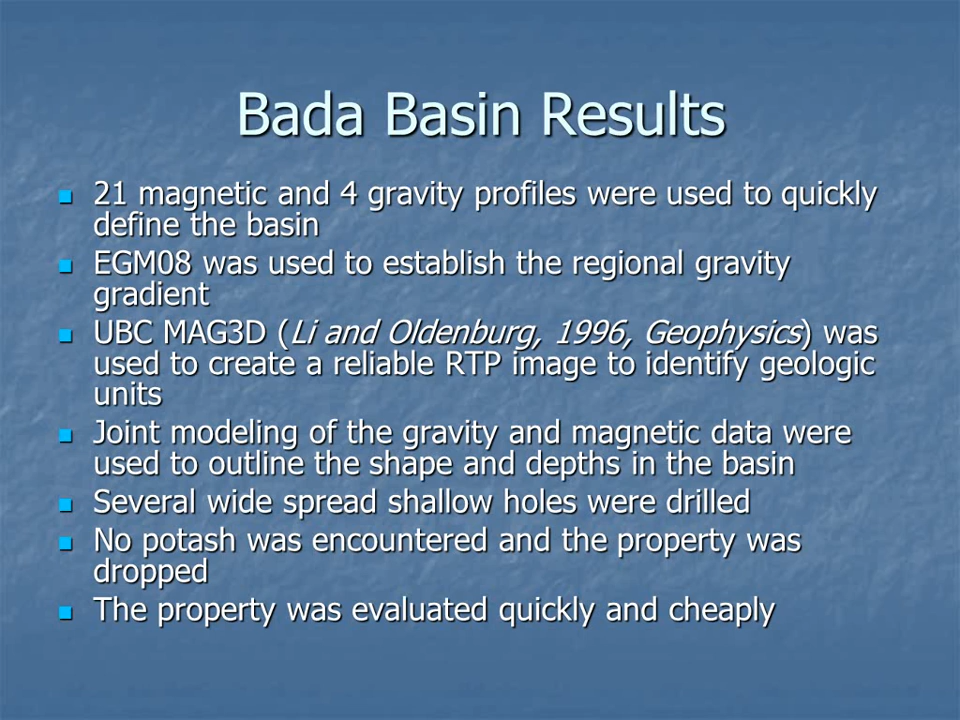 Bada Basin Results
21 magnetic and 4 gravity profiles were used to quickly
define the basin
EGM08 was used to establish the regional gravity
gradient
UBC MAG3D (Li and Oldenburg, 1996, Geophysics) was
used to create a reliable RTP image to identify geologic
units
Joint modeling of the gravity and magnetic data were
used to outline the shape and depths in the basin
Several wide spread shallow holes were drilled
No potash was encountered and the property was
dropped
The property was evaluated quickly and cheaply